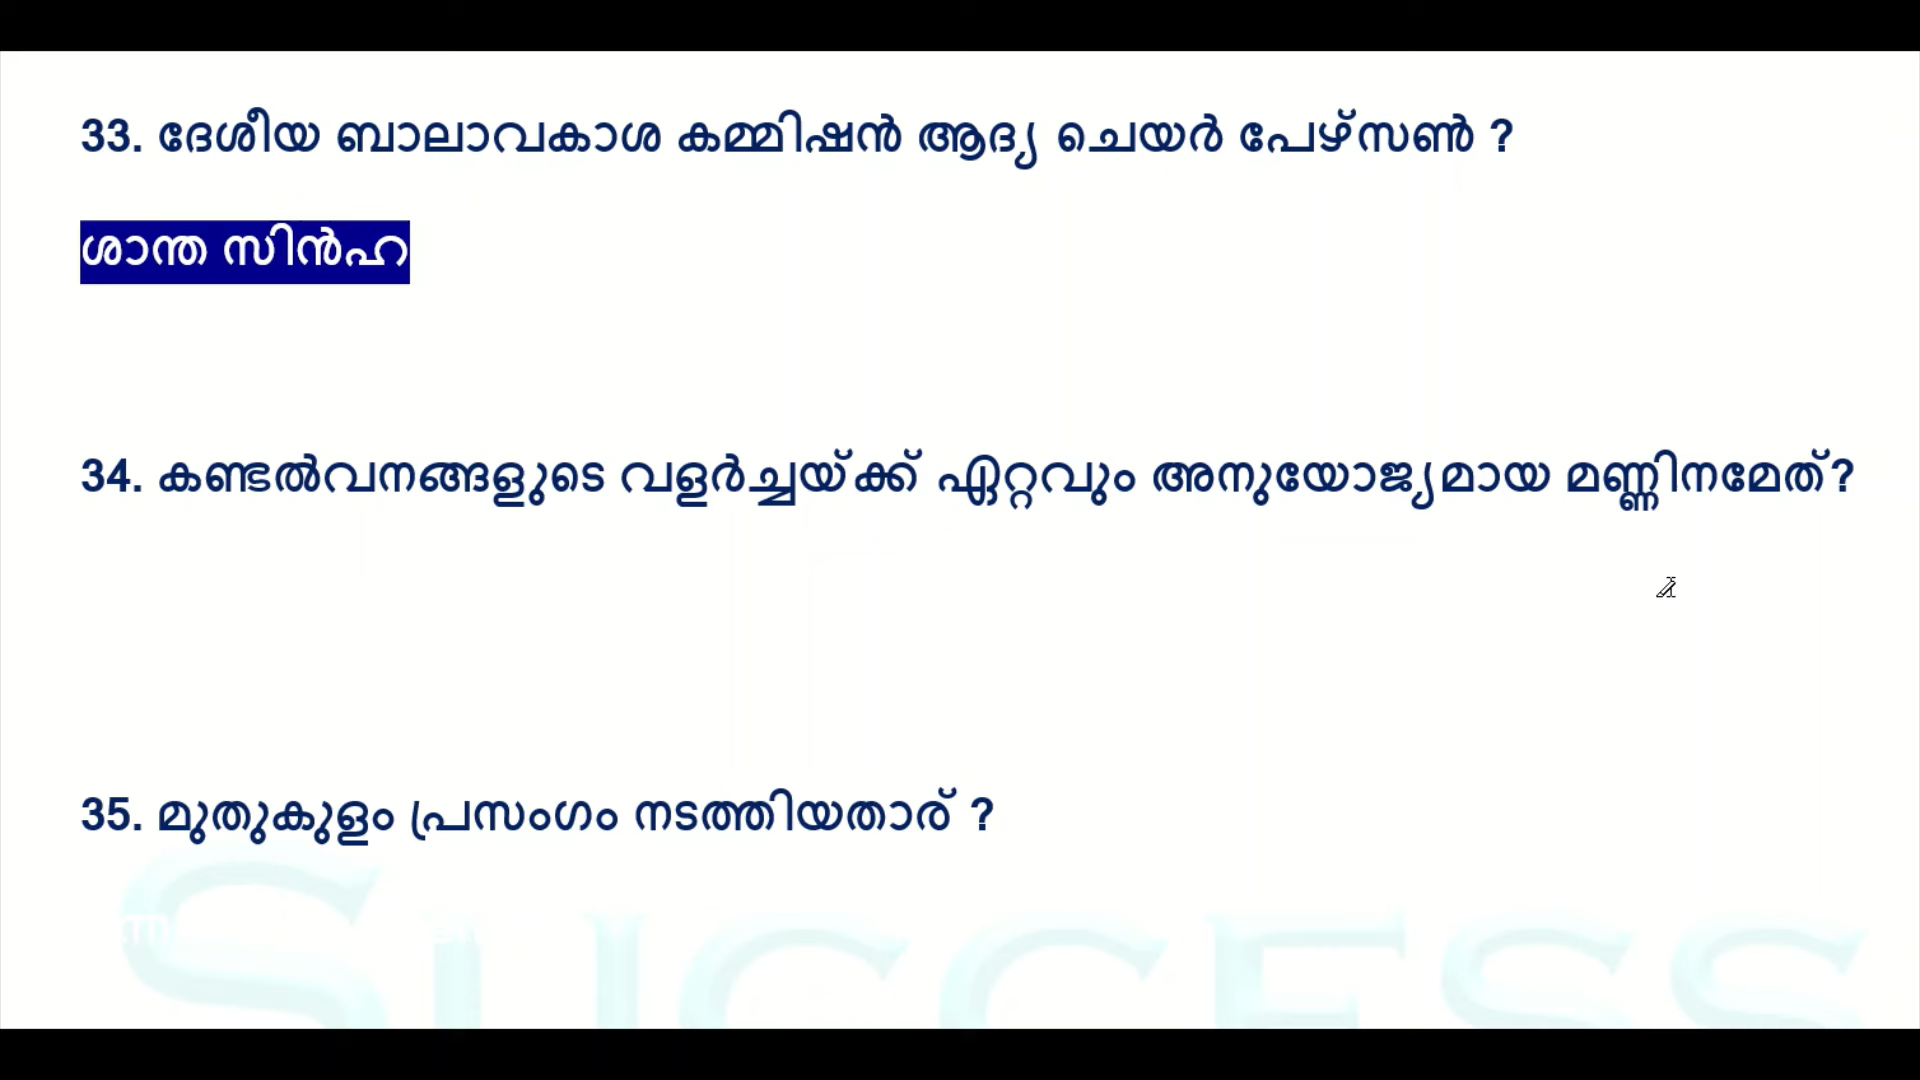 33. ദേശീയ ബാലാവകാശ കമ്മിഷൻ ആദ്യ ചെയർ പേഴ്സൺ ?
ശാന്ത സിൻഹ
34. കണ്ടൽവനങ്ങളുടെ വളർച്ചയ്ക്ക് ഏറ്റവും അനുയോജ്യമായ മണ്ണിനമേത്?
35. മുതുകുളം പ്രസംഗം നടത്തിയതാര് ?
SUCCESS